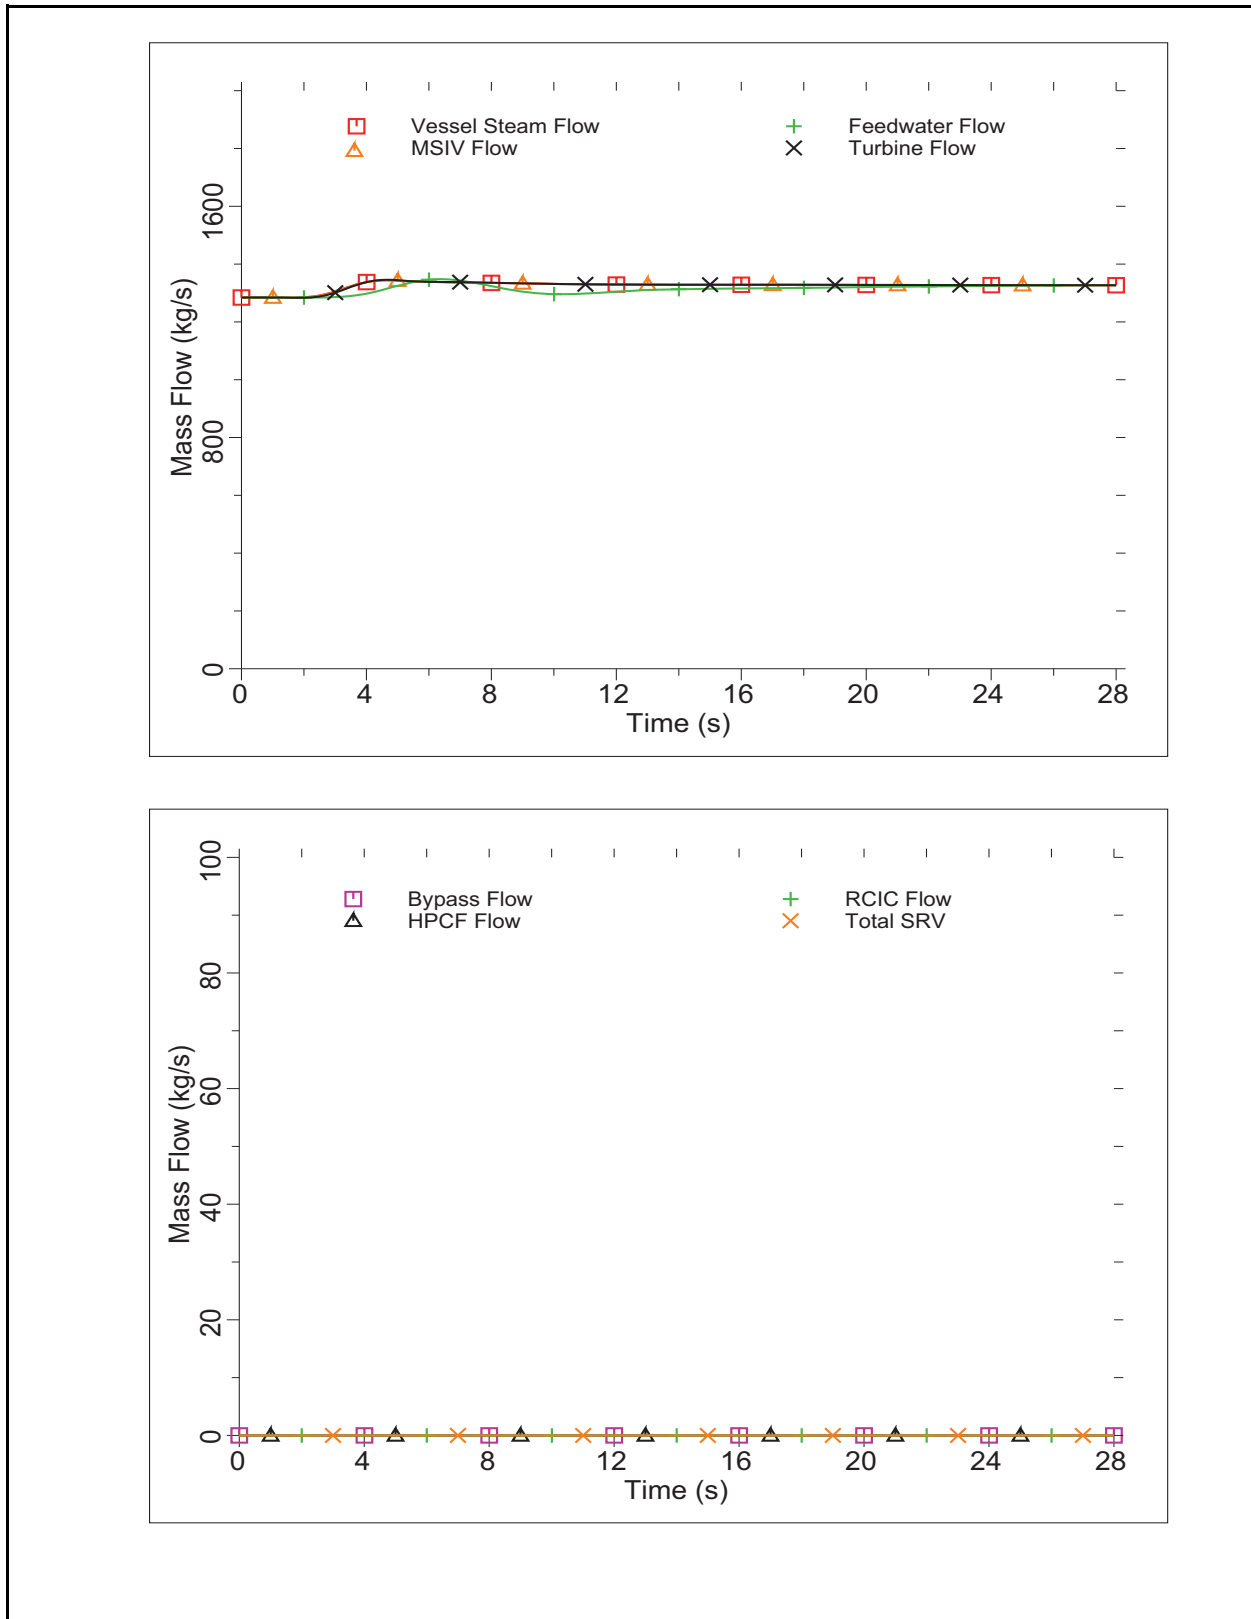 Vessel Steam Flow
MSIV Flow
Feedwater Flow
Turbine Flow
Mass Flow (kg/s)
1600
800
0
0 4 8 12 16 20 24 28
Time (s)
Bypass Flow
HPCF Flow
RCIC Flow
Total SRV
Mass Flow (kg/s)
100
80
60
40
20
0
0 4 8 12 16 20 24 28
Time (s)